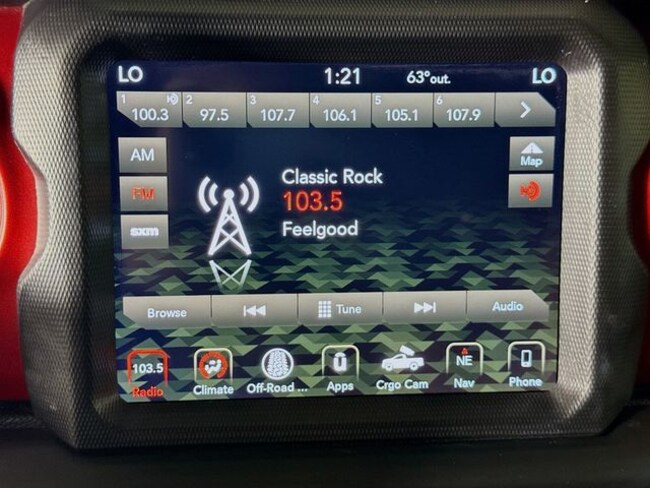 LO 1:21 63°out. LO
1 100.3 2 97.5 3 107.7 4 106.1 5 105.1 6 107.9
AM
Map
FM
sxm
Classic Rock
103.5
Feelgood
Browse Tune Audio
103.5 NE
Radio Climate Off-Road ... Apps Crgo Cam Nav Phone